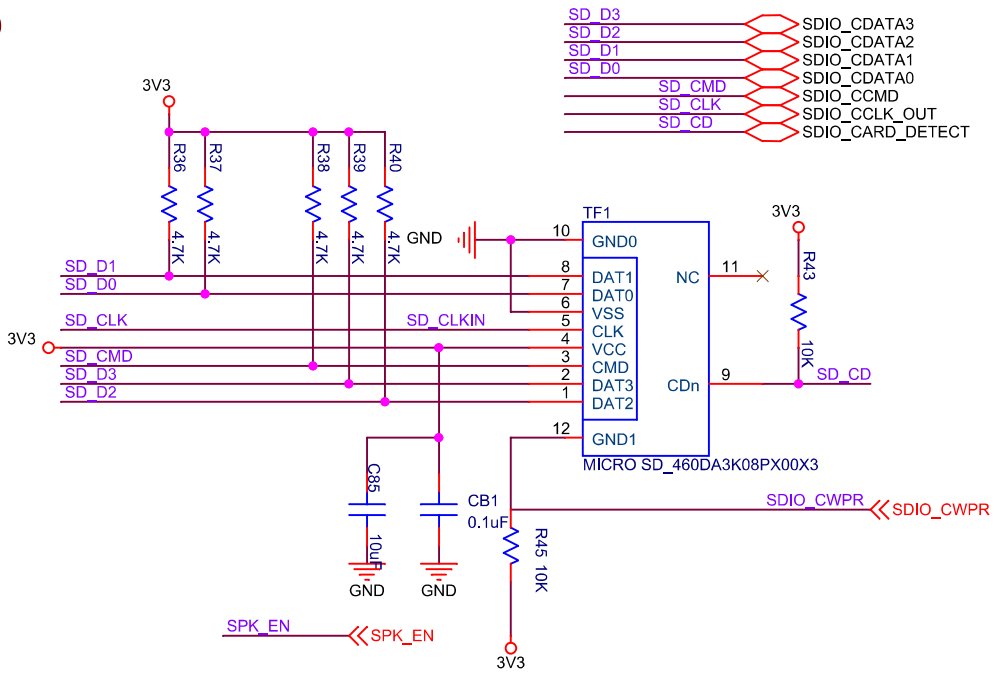 SD_D3 SDIO_CDATA3
SD_D2 SDIO_CDATA2
SD_D1 SDIO_CDATA1
SD_D0 SDIO_CDATA0
SD_CMD SDIO_CCMD
SD_CLK SDIO_CCLK_OUT
SD_CD SDIO_CARD_DETECT
3V3
R36 R37 R38 R39 R40
4.7K 4.7K 4.7K 4.7K 4.7K
GND
TF1
10 GND0
8 DAT1
7 DAT0
6 VSS
5 CLK
4 VCC
3 CMD
2 DAT3
1 DAT2
12 GND1
NC 11
CDn 9
MICRO SD_460DA3K08PX00X3
3V3
R43
10K
SD_CD
SD_D1
SD_D0
SD_CLK SD_CLKIN
3V3
SD_CMD
SD_D3
SD_D2
C85
10uF
GND
CB1
0.1uF
GND
R45 10K
3V3
SDIO_CWPR SDIO_CWPR
SPK_EN SPK_EN